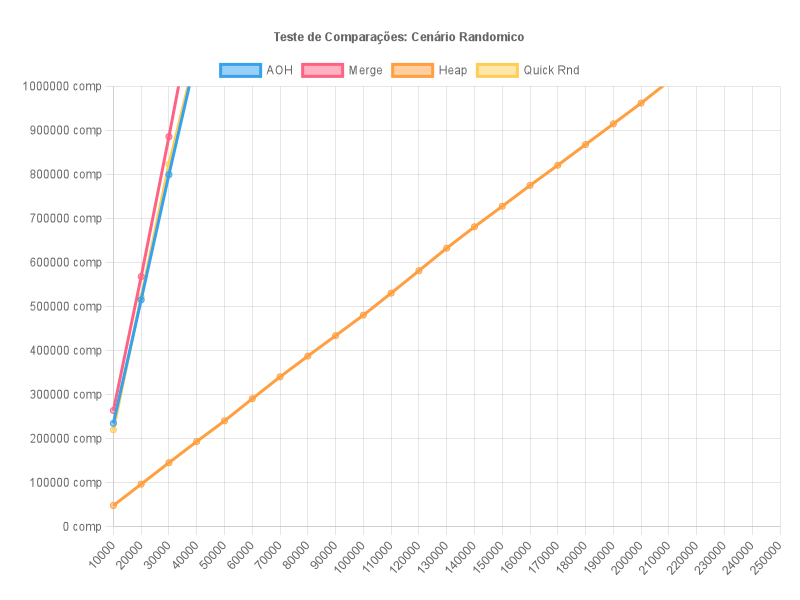 Teste de Comparações: Cenário Randomico
AOH Merge Heap Quick Rnd
1000000 comp
900000 comp
800000 comp
700000 comp
600000 comp
500000 comp
400000 comp
300000 comp
200000 comp
100000 comp
0 comp
10000 20000 30000 40000 50000 60000 70000 80000 90000 100000 110000 120000 130000 140000 150000 160000 170000 180000 190000 200000 210000 220000 230000 240000 250000